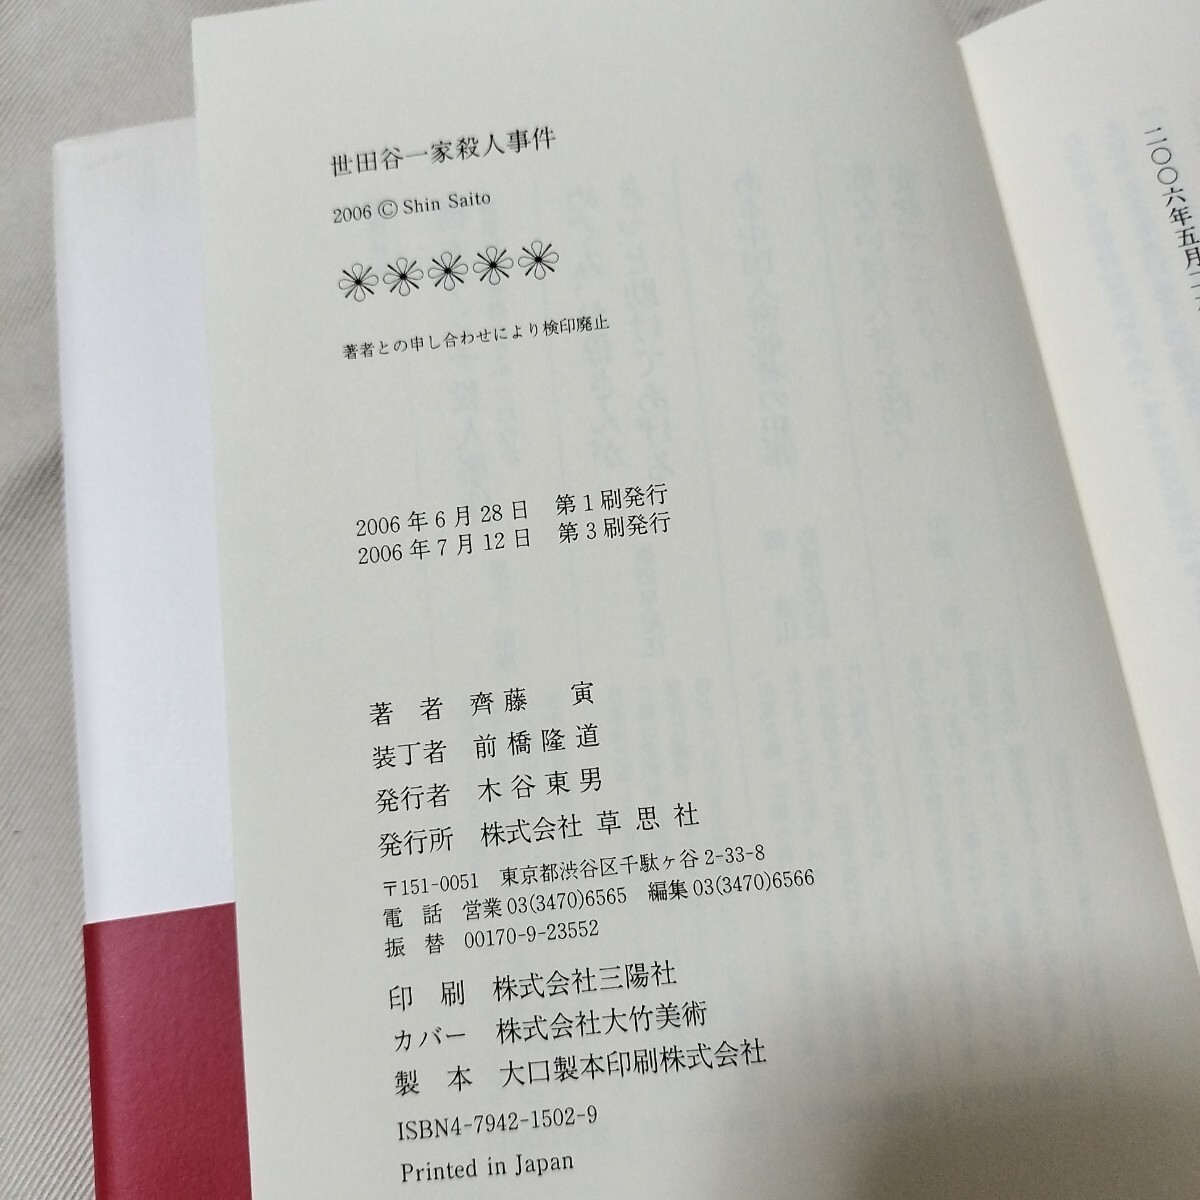 世田谷一家殺人事件
2006 © Shin Saito
著者との申し合わせにより検印廃止
2006年6月28日 第1刷発行
2006年7月12日 第3刷発行
著 者 齊藤 寅
装丁者 前橋隆道
発行者 木谷東男
発行所 株式会社 草思社
〒151-0051 東京都渋谷区千駄ヶ谷2-33-8
電 話 営業03(3470)6565 編集03(3470)6566
振 替 00170-9-23552
印 刷 株式会社三陽社
カバー 株式会社大竹美術
製 本 大口製本印刷株式会社
ISBN4-7942-1502-9
Printed in Japan
二〇〇六年五月二